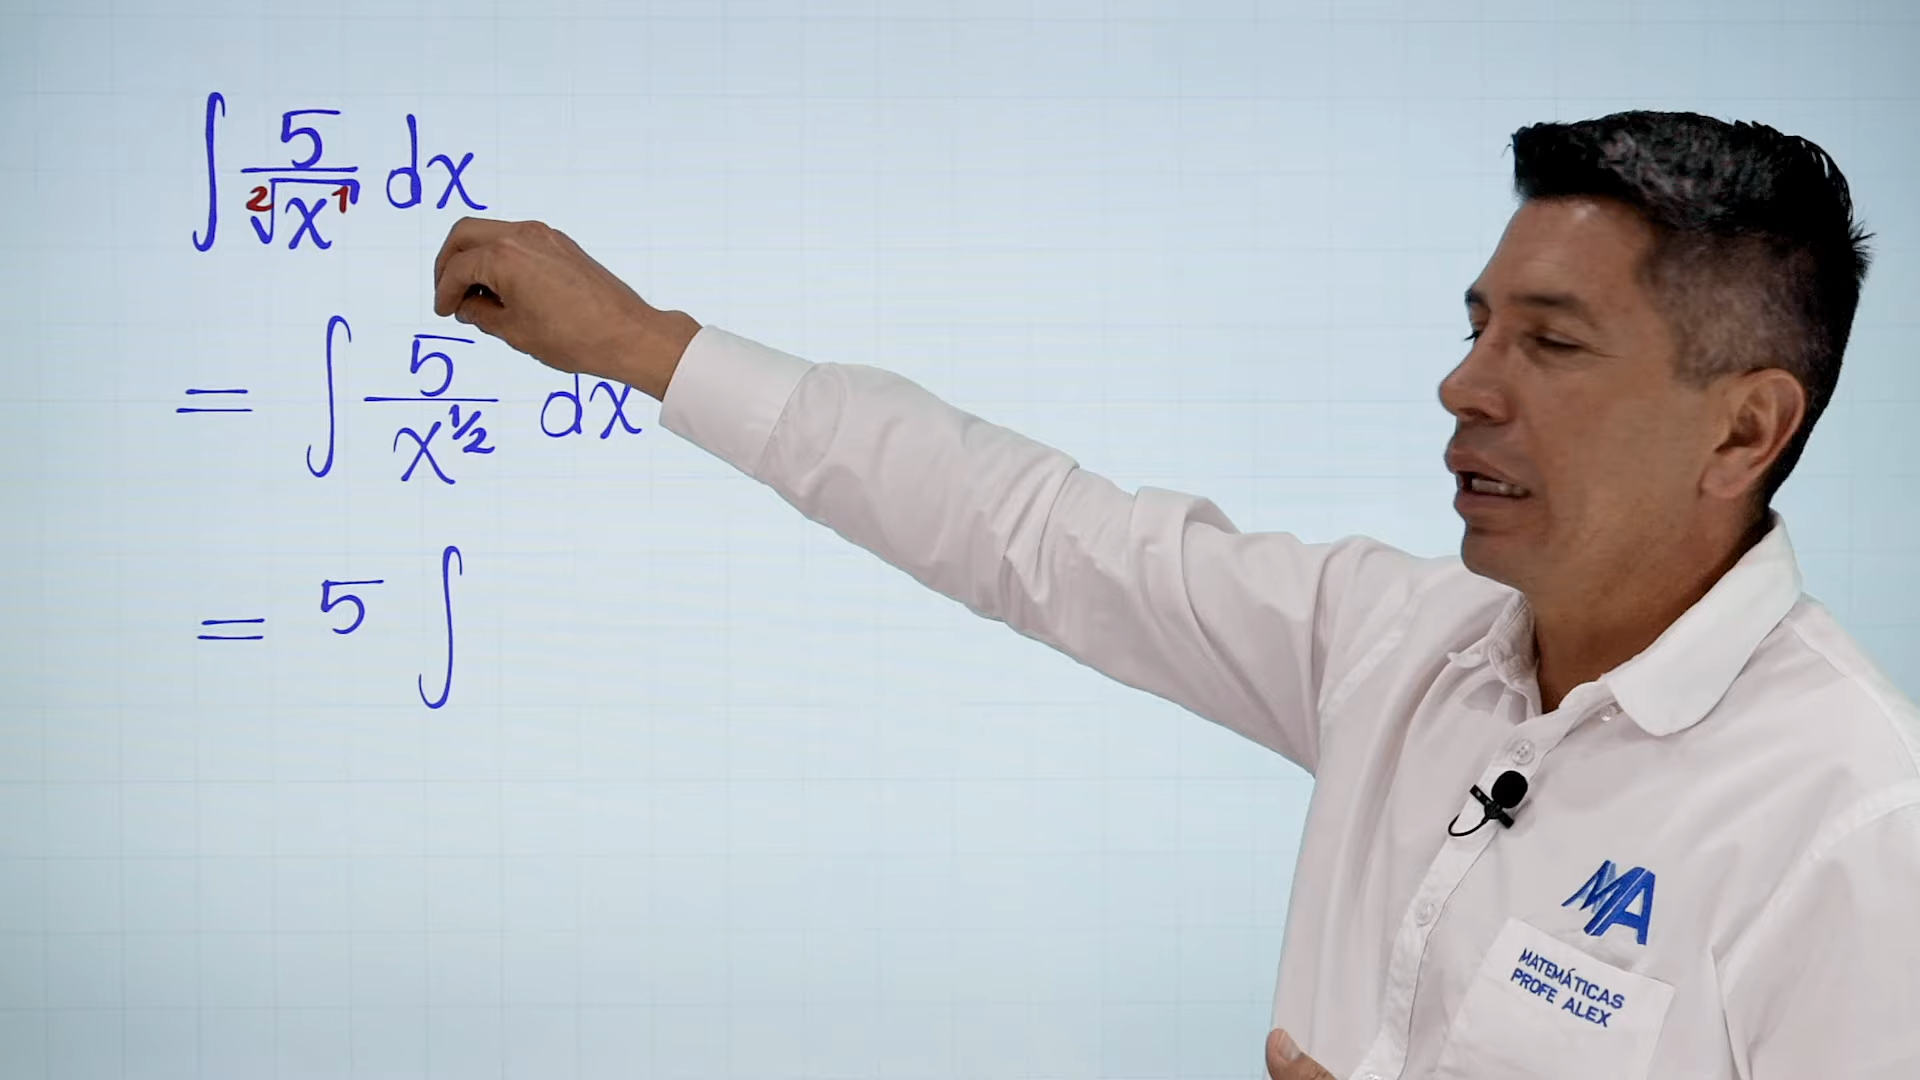 ∫ 5/²√x¹ dx
= ∫ 5/x^1/2 dx
= 5 ∫
MA
MATEMÁTICAS
PROFE ALEX